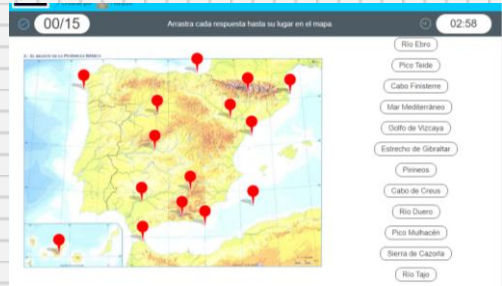 00/15
Arrastra cada respuesta hasta su lugar en el mapa.
02:58
Río Ebro
Pico Teide
Cabo Finisterre
Mar Mediterráneo
Golfo de Vizcaya
Estrecho de Gibraltar
Pirineos
Cabo de Creus
Río Duero
Pico Mulhacén
Sierra de Cazorla
Río Tajo